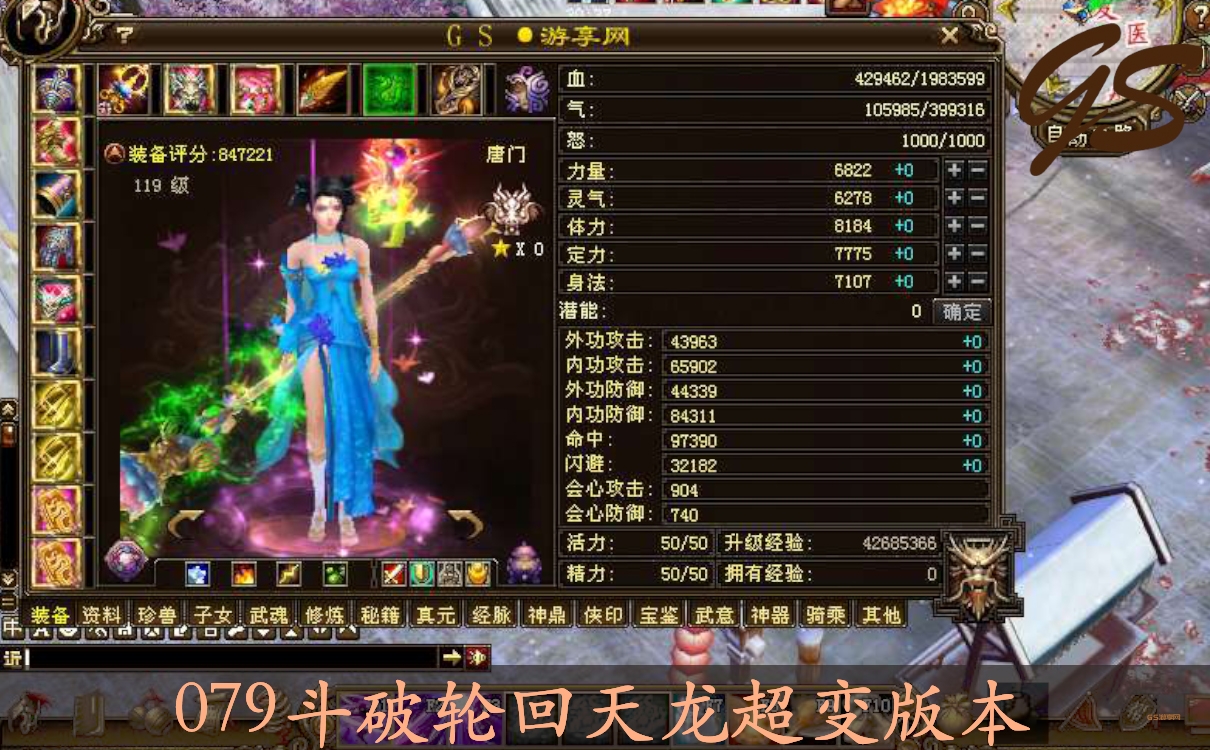 GS ●游享网
GS
医
装备评分:847221
119 级
唐门
X 0
血: 429462/1983599
气: 105985/399316
怒: 1000/1000
力量: 6822 +0
灵气: 6278 +0
体力: 8184 +0
定力: 7775 +0
身法: 7107 +0
潜能: 0 确定
外功攻击: 43963 +0
内功攻击: 65902 +0
外功防御: 44339 +0
内功防御: 84311 +0
命中: 97390 +0
闪避: 32182 +0
会心攻击: 904
会心防御: 740
活力: 50/50 升级经验: 42685366
精力: 50/50 拥有经验: 0
装备 资料 珍兽 子女 武魂 修炼 秘籍 真元 经脉 神鼎 侠印 宝鉴 武意 神器 骑乘 其他
近
079斗破轮回天龙超变版本